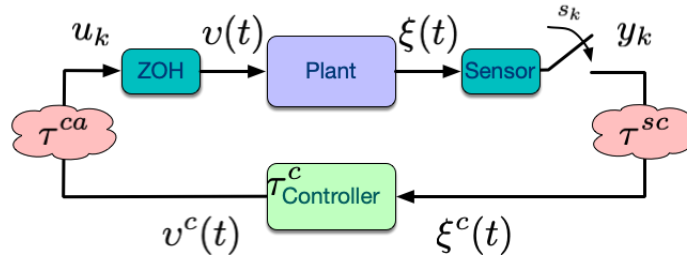 u_k υ(t) ξ(t) s_k y_k
ZOH Plant Sensor
τ^{ca} τ^{sc}
τ^c Controller
υ^c(t) ξ^c(t)